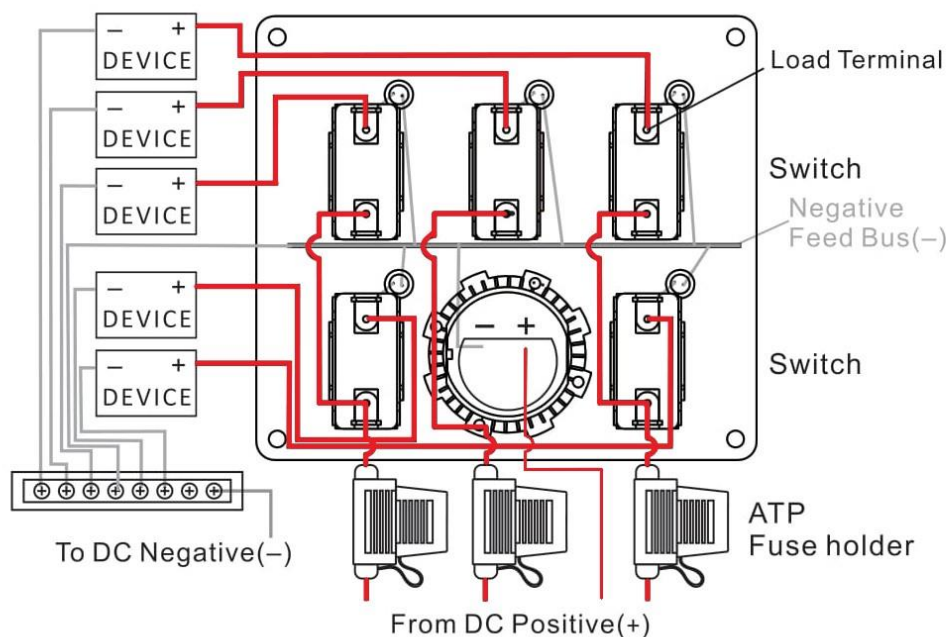 − +
DEVICE
− +
DEVICE
− +
DEVICE
− +
DEVICE
− +
DEVICE
Load Terminal
Switch
Negative
Feed Bus(−)
− +
Switch
ATP
Fuse holder
To DC Negative(−)
From DC Positive(+)